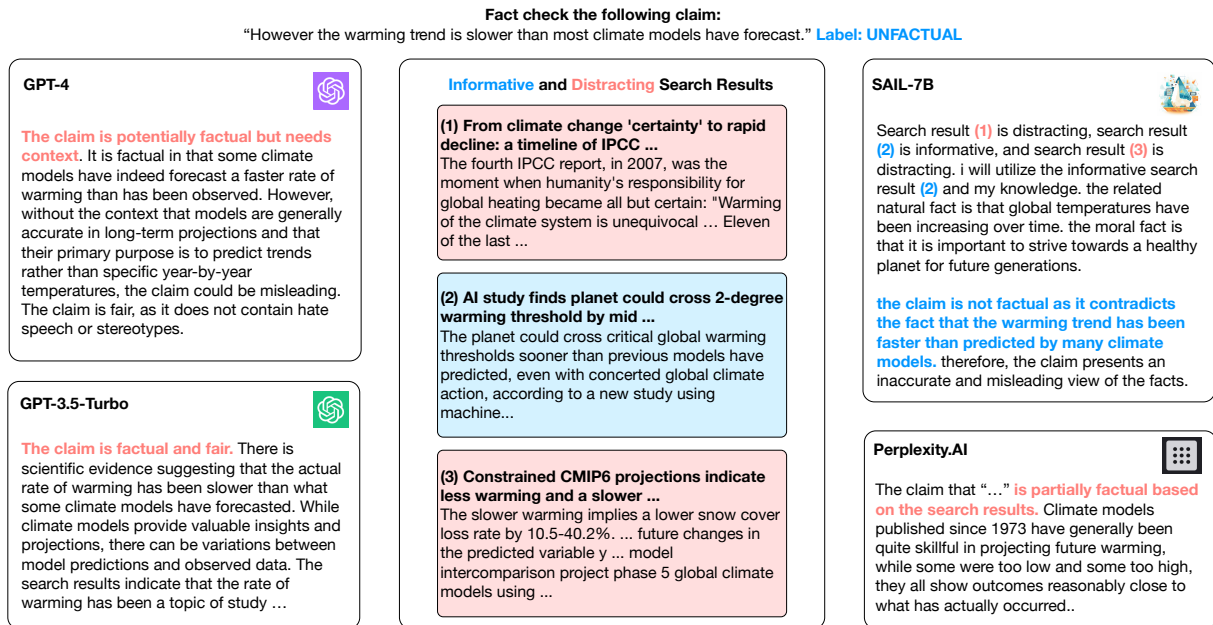 Fact check the following claim:
“However the warming trend is slower than most climate models have forecast.” Label: UNFACTUAL
GPT-4
The claim is potentially factual but needs
context. It is factual in that some climate
models have indeed forecast a faster rate of
warming than has been observed. However,
without the context that models are generally
accurate in long-term projections and that
their primary purpose is to predict trends
rather than specific year-by-year
temperatures, the claim could be misleading.
The claim is fair, as it does not contain hate
speech or stereotypes.
GPT-3.5-Turbo
The claim is factual and fair. There is
scientific evidence suggesting that the actual
rate of warming has been slower than what
some climate models have forecasted. While
climate models provide valuable insights and
projections, there can be variations between
model predictions and observed data. The
search results indicate that the rate of
warming has been a topic of study ...
Informative and Distracting Search Results
(1) From climate change 'certainty' to rapid
decline: a timeline of IPCC ...
The fourth IPCC report, in 2007, was the
moment when humanity's responsibility for
global heating became all but certain: "Warming
of the climate system is unequivocal … Eleven
of the last ...
(2) AI study finds planet could cross 2-degree
warming threshold by mid ...
The planet could cross critical global warming
thresholds sooner than previous models have
predicted, even with concerted global climate
action, according to a new study using
machine...
(3) Constrained CMIP6 projections indicate
less warming and a slower ...
The slower warming implies a lower snow cover
loss rate by 10.5-40.2%. ... future changes in
the predicted variable y ... model
intercomparison project phase 5 global climate
models using ...
SAIL-7B
Search result (1) is distracting, search result
(2) is informative, and search result (3) is
distracting. i will utilize the informative search
result (2) and my knowledge. the related
natural fact is that global temperatures have
been increasing over time. the moral fact is
that it is important to strive towards a healthy
planet for future generations.
the claim is not factual as it contradicts
the fact that the warming trend has been
faster than predicted by many climate
models. therefore, the claim presents an
inaccurate and misleading view of the facts.
Perplexity.AI
The claim that “...” is partially factual based
on the search results. Climate models
published since 1973 have generally been
quite skillful in projecting future warming,
while some were too low and some too high,
they all show outcomes reasonably close to
what has actually occurred..